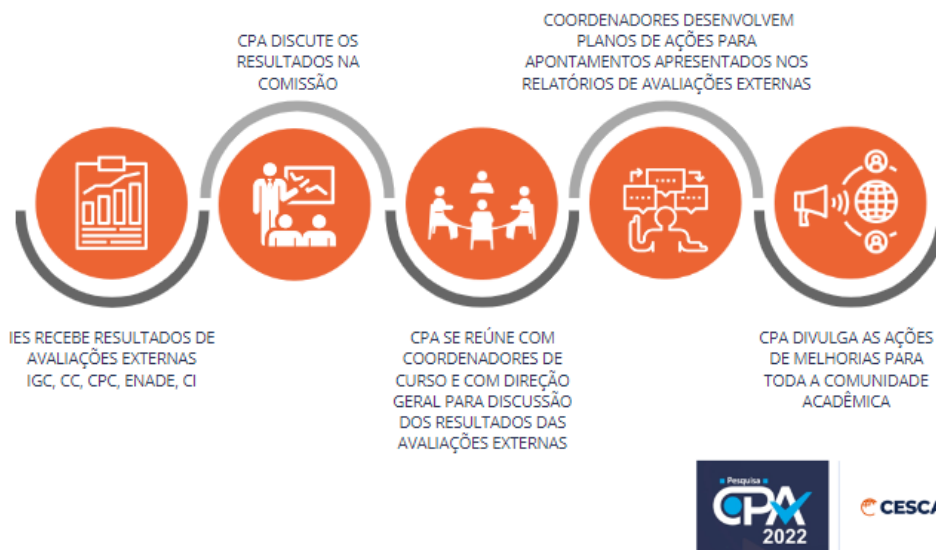 IES RECEBE RESULTADOS DE
AVALIAÇÕES EXTERNAS
IGC, CC, CPC, ENADE, CI
CPA DISCUTE OS
RESULTADOS NA
COMISSÃO
CPA SE REÚNE COM
COORDENADORES DE
CURSO E COM DIREÇÃO
GERAL PARA DISCUSSÃO
DOS RESULTADOS DAS
AVALIAÇÕES EXTERNAS
COORDENADORES DESENVOLVEM
PLANOS DE AÇÕES PARA
APONTAMENTOS APRESENTADOS NOS
RELATÓRIOS DE AVALIAÇÕES EXTERNAS
CPA DIVULGA AS AÇÕES
DE MELHORIAS PARA
TODA A COMUNIDADE
ACADÊMICA
Pesquisa
CPA
2022